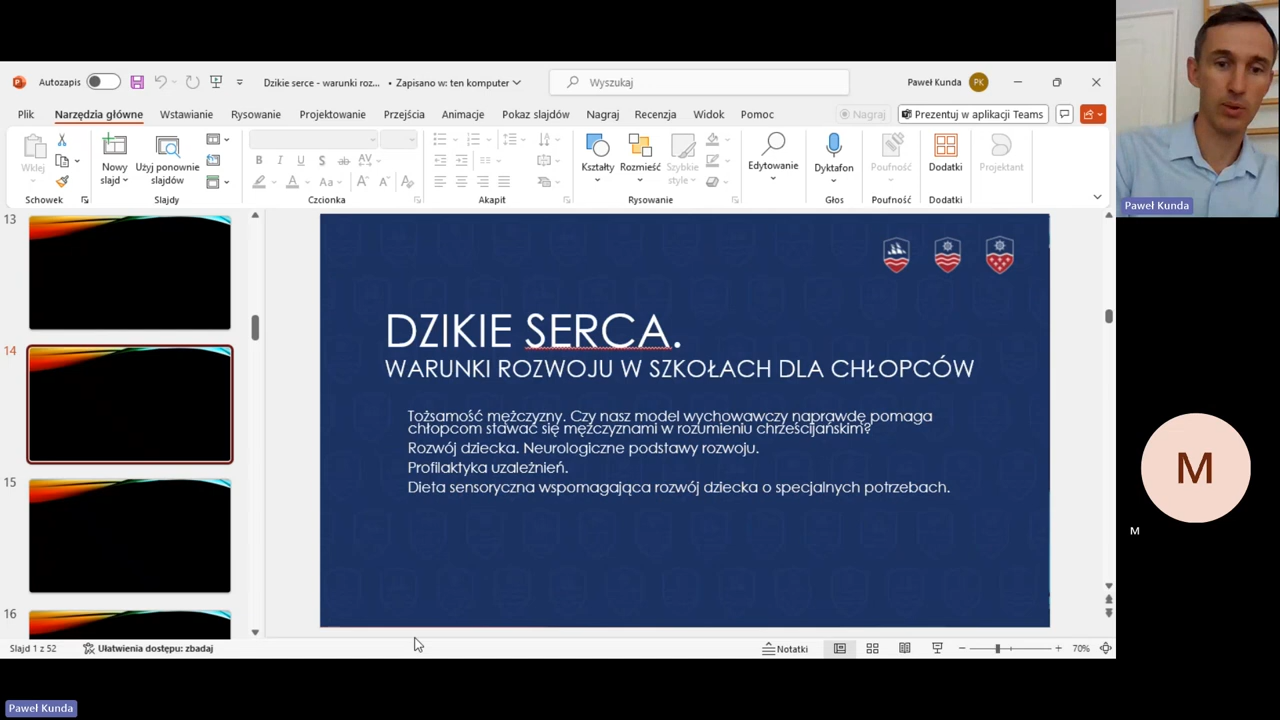 Autozapis
Dzikie serce - warunki roz... • Zapisano w: ten komputer
Wyszukaj
Paweł Kunda
PK
Plik
Narzędzia główne
Wstawianie
Rysowanie
Projektowanie
Przejścia
Animacje
Pokaz slajdów
Nagraj
Recenzja
Widok
Pomoc
Nagraj
Prezentuj w aplikacji Teams
Wklej
Nowy
slajd
Użyj ponownie
slajdów
B I U S ab AV
Aa
Kształty
Rozmieść
Szybkie
style
Edytowanie
Dyktafon
Poufność
Dodatki
Projektant
Schowek
Slajdy
Czcionka
Akapit
Rysowanie
Głos
Poufność
Dodatki
Paweł Kunda
13
14
15
16
DZIKIE SERCA.
WARUNKI ROZWOJU W SZKOŁACH DLA CHŁOPCÓW
Tożsamość mężczyzny. Czy nasz model wychowawczy naprawdę pomaga
chłopcom stawać się mężczyznami w rozumieniu chrześcijańskim?
Rozwój dziecka. Neurologiczne podstawy rozwoju.
Profilaktyka uzależnień.
Dieta sensoryczna wspomagająca rozwój dziecka o specjalnych potrzebach.
M
M
Slajd 1 z 52
Ułatwienia dostępu: zbadaj
Notatki
70%
Paweł Kunda